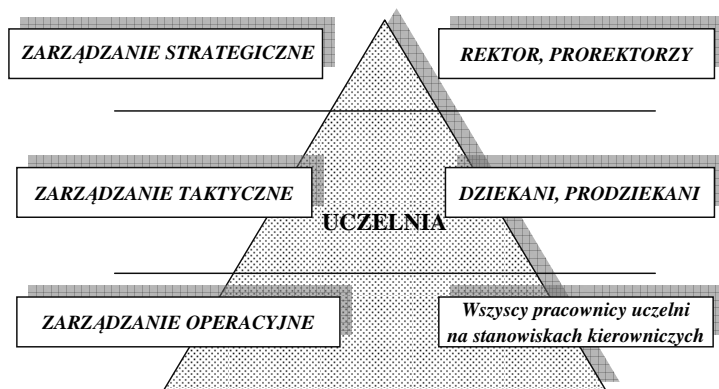 ZARZĄDZANIE STRATEGICZNE
REKTOR, PROREKTORZY
ZARZĄDZANIE TAKTYCZNE
DZIEKANI, PRODZIEKANI
UCZELNIA
ZARZĄDZANIE OPERACYJNE
Wszyscy pracownicy uczelni
na stanowiskach kierowniczych